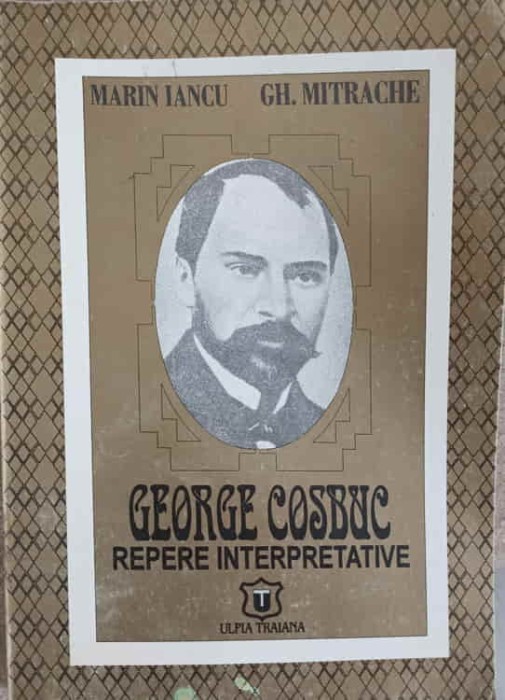 MARIN IANCU GH. MITRACHE
GEORGE COSBUC
REPERE INTERPRETATIVE
T
ULPIA TRAIANA